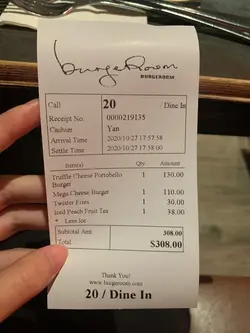 burgeRoom
BURGEROOM
Call 20 / Dine In
Receipt No. 0000219135
Cashier Yan
Arrival Time 2020/10/27 17:57:58
Settle Time 2020/10/27 18:00:00
Item(s) Qty Amount
Truffle Cheese Portobello 1 130.00
Burger
Mega Cheese Burger 1 110.00
Twister Fries 1 30.00
Iced Peach Fruit Tea 1 38.00
* Less Ice
Subtotal Amt 308.00
Total $308.00
Thank You!
www.burgeroom.com
20 / Dine In